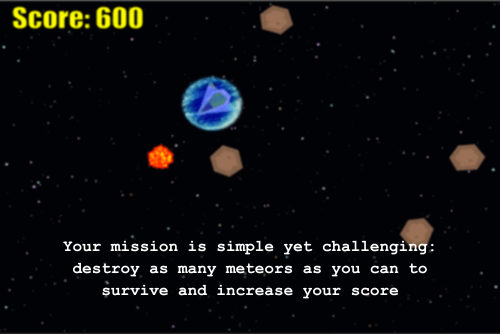 Score: 600
Your mission is simple yet challenging:
destroy as many meteors as you can to
survive and increase your score